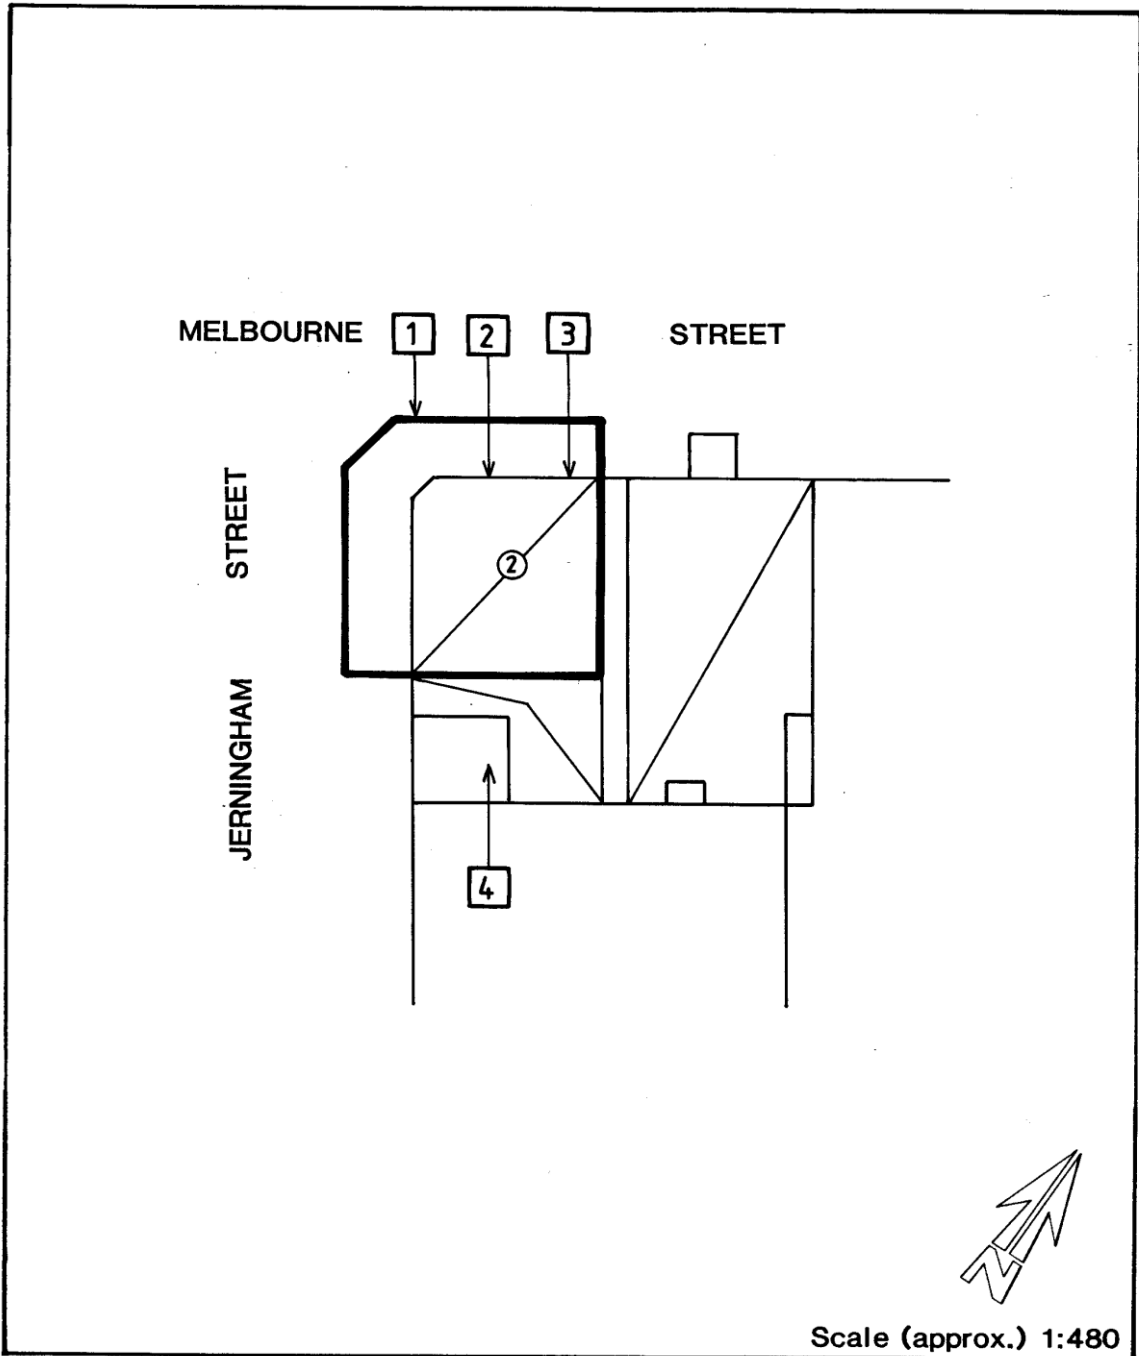 MELBOURNE 1 2 3 STREET
STREET
2
JERNINGHAM
4
N
Scale (approx.) 1:480